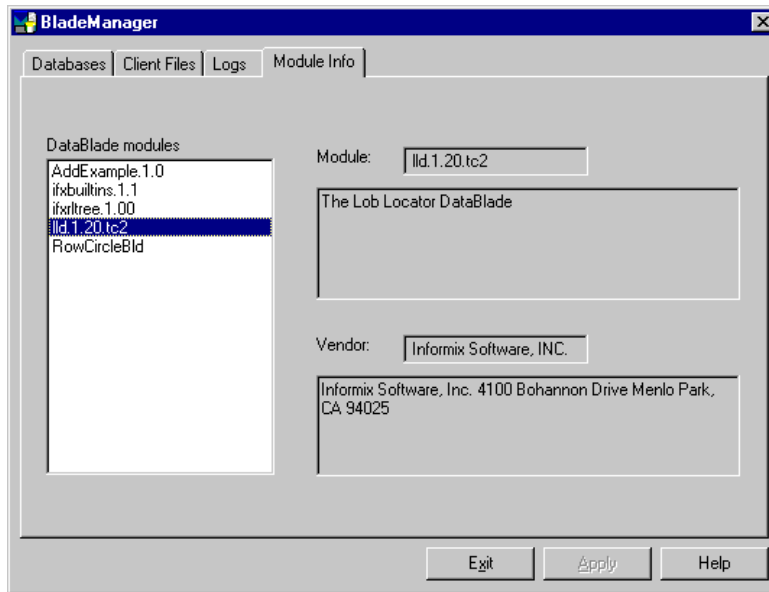 BladeManager
Databases Client Files Logs Module Info
DataBlade modules
AddExample.1.0
ifxbuiltins.1.1
ifxrltree.1.00
lld.1.20.tc2
RowCircleBld
Module: lld.1.20.tc2
The Lob Locator DataBlade
Vendor: Informix Software, INC.
Informix Software, Inc. 4100 Bohannon Drive Menlo Park,
CA 94025
Exit Apply Help